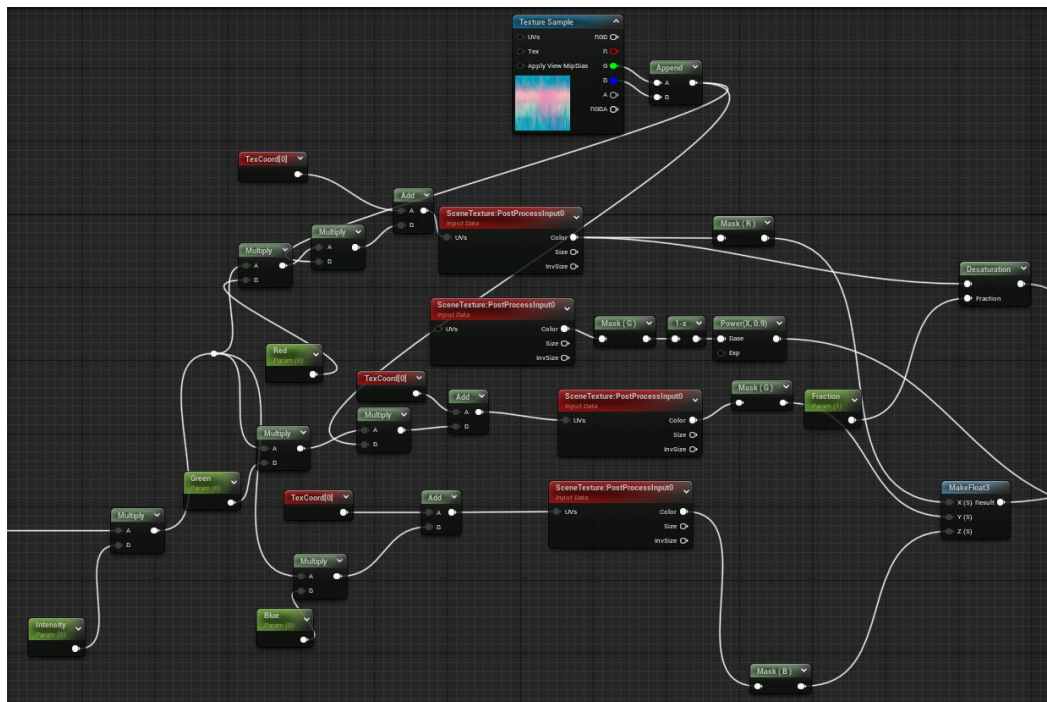 Texture Sample
UVs
RGB
Tex
R
Apply View MipBias
G
B
A
RGBA
Append
A
B
TexCoord[0]
Add
A
B
Multiply
A
B
Multiply
A
B
SceneTexture:PostProcessInput0
Input Data
UVs
Color
Size
InvSize
Mask ( R )
Desaturation
Fraction
SceneTexture:PostProcessInput0
Input Data
UVs
Color
Size
InvSize
Mask ( G )
1-x
Power(X, 0.9)
Base
Exp
Red
Param (0)
TexCoord[0]
Multiply
A
B
Add
A
B
SceneTexture:PostProcessInput0
Input Data
UVs
Color
Size
InvSize
Mask ( G )
Fraction
Param (1)
Multiply
A
B
Green
Param (0)
TexCoord[0]
Add
A
B
SceneTexture:PostProcessInput0
Input Data
UVs
Color
Size
InvSize
MakeFloat3
X (S) Result
Y (S)
Z (S)
Multiply
A
B
Multiply
A
B
Intensity
Param (0)
Blue
Param (0)
Mask ( B )